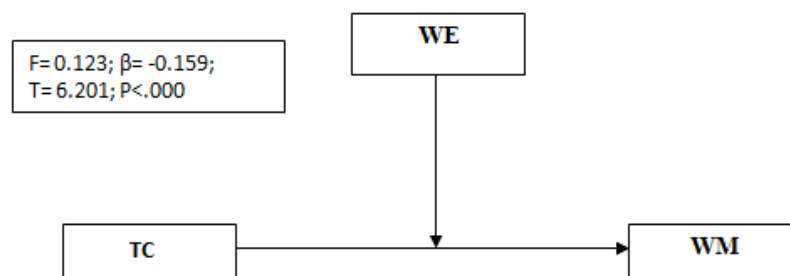 WE
F= 0.123; β= -0.159;
T= 6.201; P<.000
TC
WM